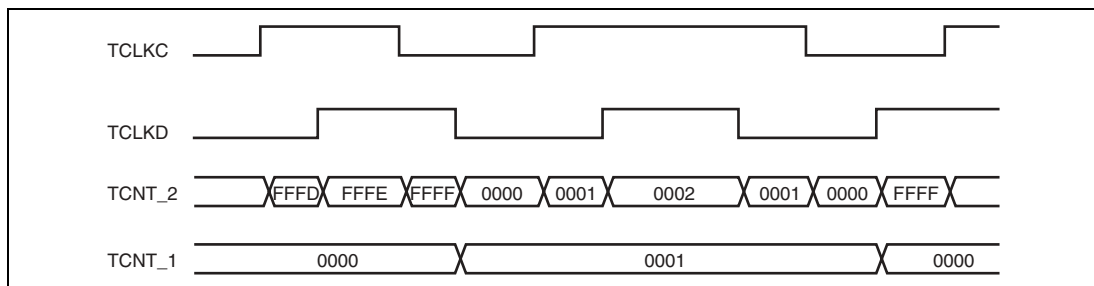 TCLKC
TCLKD
TCNT_2 FFFD FFFE FFFF 0000 0001 0002 0001 0000 FFFF
TCNT_1 0000 0001 0000